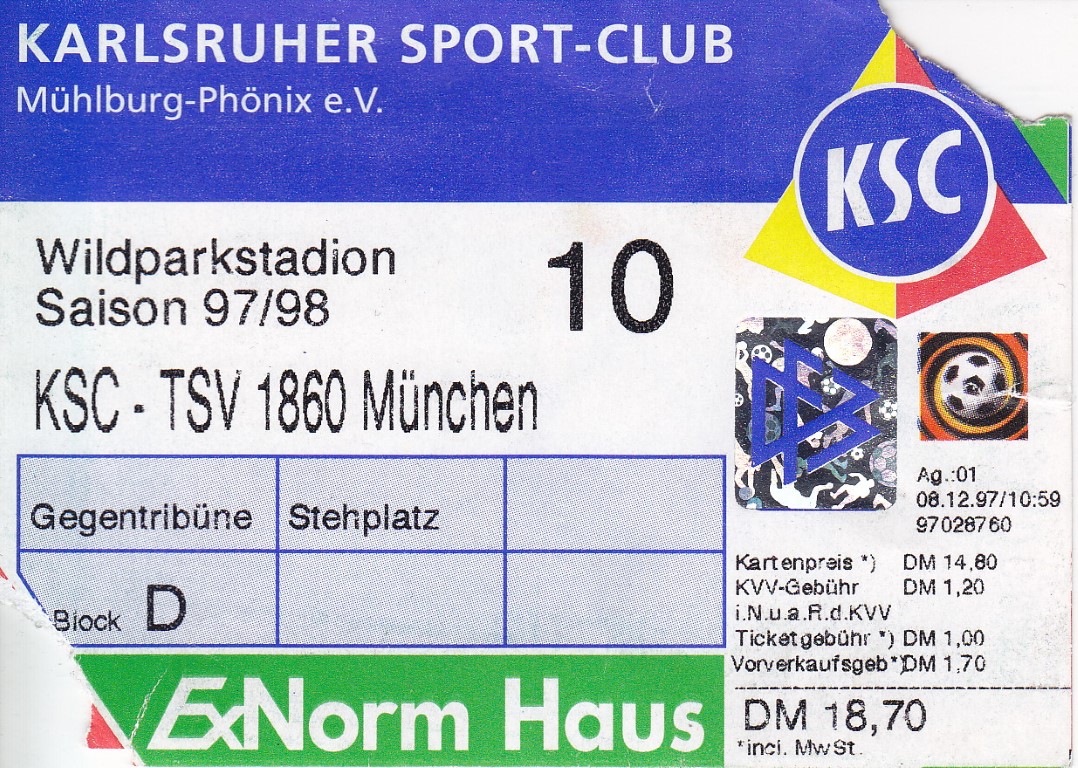 KARLSRUHER SPORT-CLUB
Mühlburg-Phönix e.V.
KSC
Wildparkstadion
Saison 97/98
10
KSC - TSV 1860 München
Gegentribüne Stehplatz
Block D
Ag.:01
08.12.97/10:59
97028760
Kartenpreis *) DM 14,80
KVV-Gebühr DM 1,20
i.N.u.a.R.d.KVV
Ticketgebühr *) DM 1,00
Vorverkaufsgeb*)DM 1,70
DM 18,70
*incl. MwSt.
ExNorm Haus